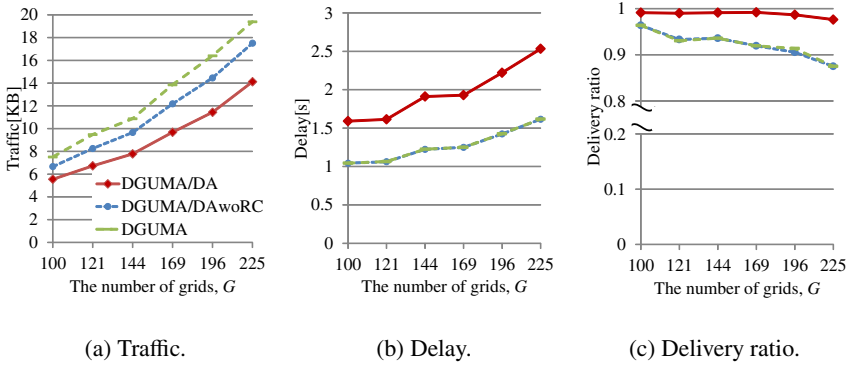 Traffic[KB]
20
18
16
14
12
10
8
6
4
2
0
DGUMA/DA
DGUMA/DAwoRC
DGUMA
100 121 144 169 196 225
The number of grids, G
(a) Traffic.
Delay[s]
3
2.5
2
1.5
1
0.5
0
100 121 144 169 196 225
The number of grids, G
(b) Delay.
Delivery ratio
1
0.9
0.8
0.2
0.1
0
100 121 144 169 196 225
The number of grids, G
(c) Delivery ratio.